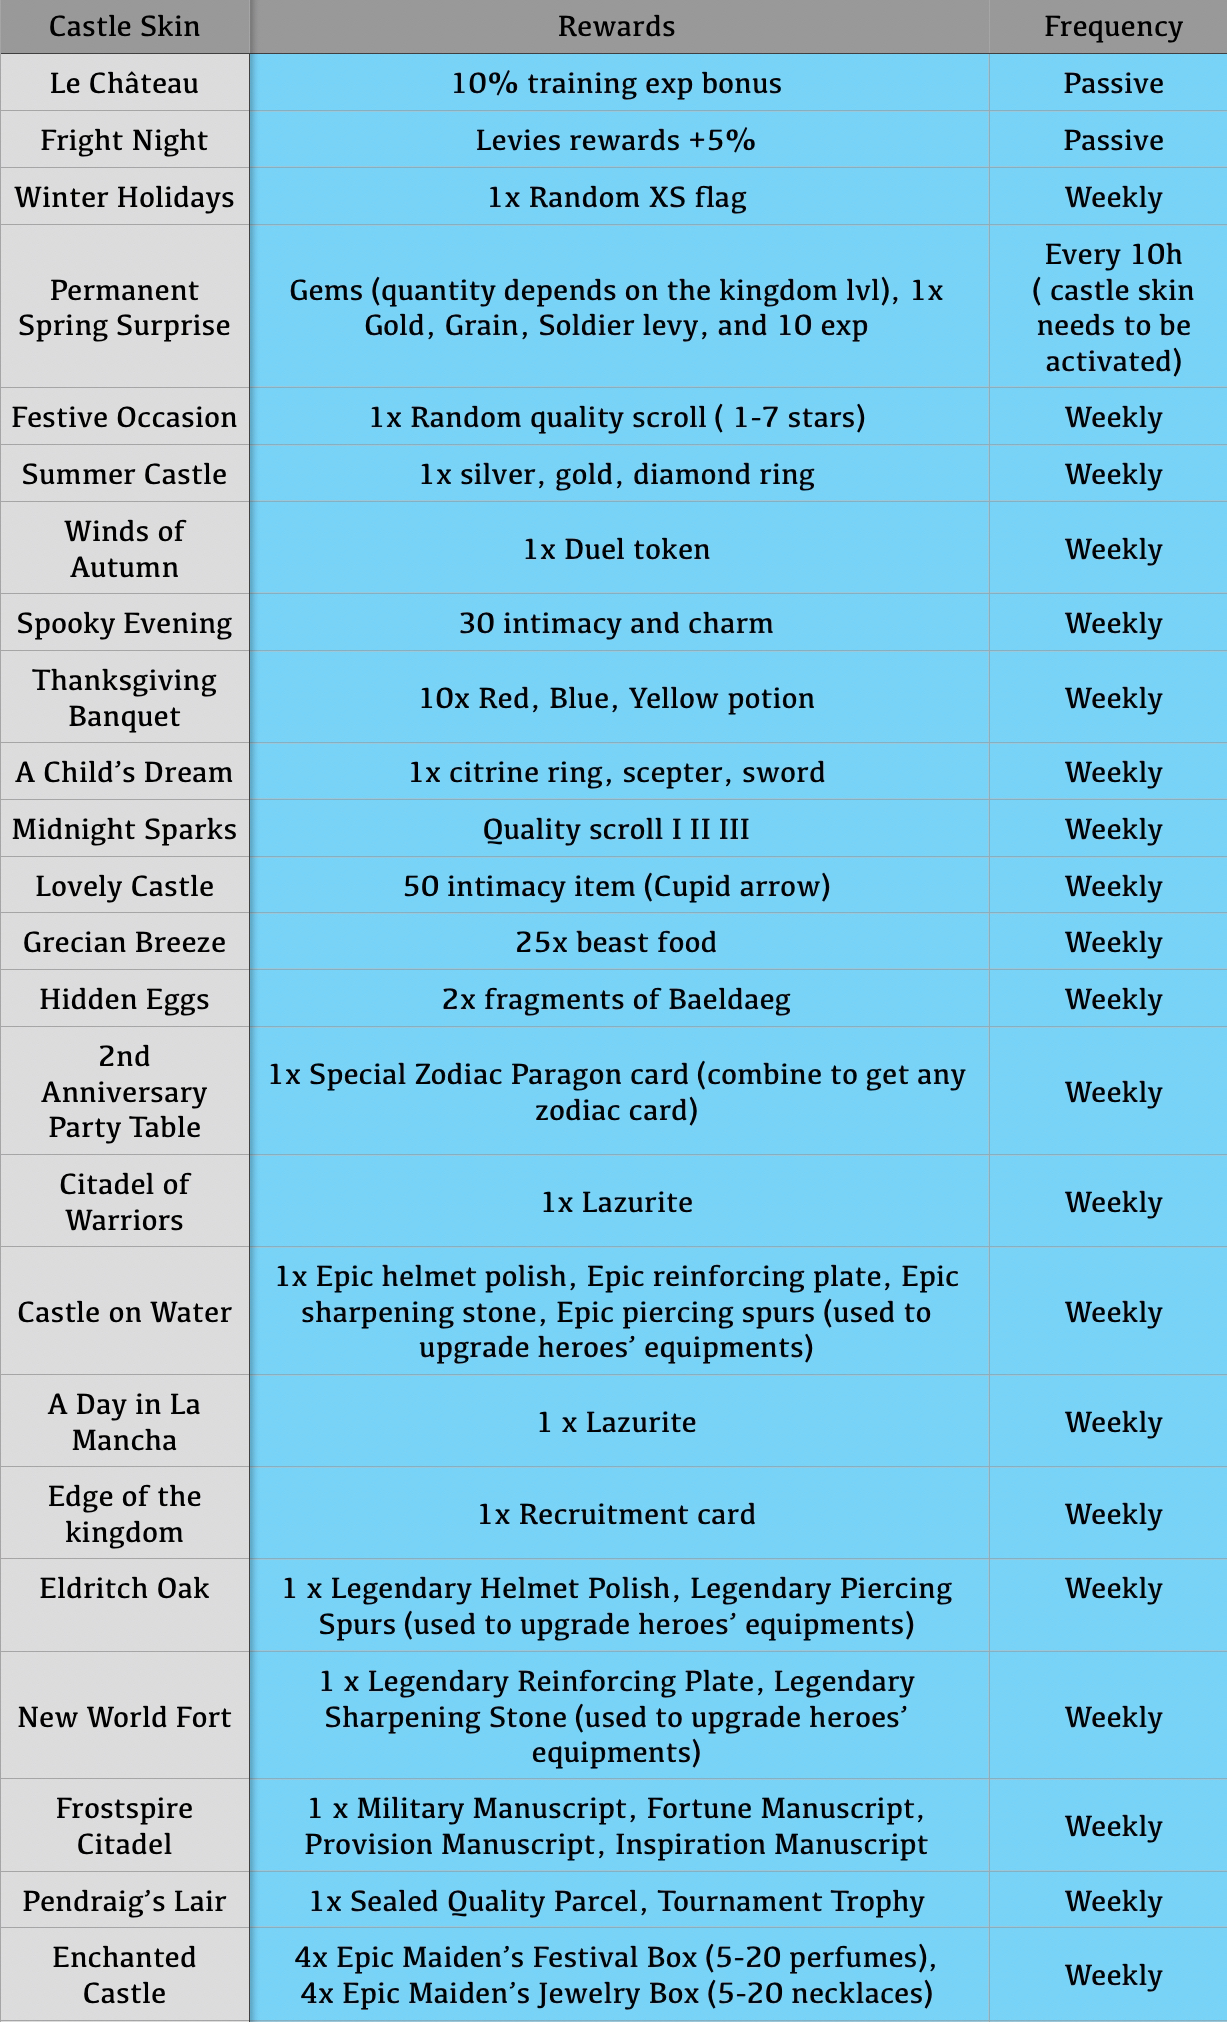 Castle Skin Rewards Frequency
Le Château 10% training exp bonus Passive
Fright Night Levies rewards +5% Passive
Winter Holidays 1x Random XS flag Weekly
Permanent
Spring Surprise
Gems (quantity depends on the kingdom lvl), 1x
Gold, Grain, Soldier levy, and 10 exp
Every 10h
( castle skin
needs to be
activated)
Festive Occasion 1x Random quality scroll ( 1-7 stars) Weekly
Summer Castle 1x silver, gold, diamond ring Weekly
Winds of
Autumn
1x Duel token
Weekly
Spooky Evening 30 intimacy and charm Weekly
Thanksgiving
Banquet
10x Red, Blue, Yellow potion
Weekly
A Child’s Dream 1x citrine ring, scepter, sword Weekly
Midnight Sparks Quality scroll I II III Weekly
Lovely Castle 50 intimacy item (Cupid arrow) Weekly
Grecian Breeze 25x beast food Weekly
Hidden Eggs 2x fragments of Baeldaeg Weekly
2nd
Anniversary
Party Table
1x Special Zodiac Paragon card (combine to get any
zodiac card)
Weekly
Citadel of
Warriors
1x Lazurite
Weekly
Castle on Water
1x Epic helmet polish, Epic reinforcing plate, Epic
sharpening stone, Epic piercing spurs (used to
upgrade heroes’ equipments)
Weekly
A Day in La
Mancha
1 x Lazurite
Weekly
Edge of the
kingdom
1x Recruitment card
Weekly
Eldritch Oak
1 x Legendary Helmet Polish, Legendary Piercing
Spurs (used to upgrade heroes’ equipments)
Weekly
New World Fort
1 x Legendary Reinforcing Plate, Legendary
Sharpening Stone (used to upgrade heroes’
equipments)
Weekly
Frostspire
Citadel
1 x Military Manuscript, Fortune Manuscript,
Provision Manuscript, Inspiration Manuscript
Weekly
Pendraig’s Lair 1x Sealed Quality Parcel, Tournament Trophy Weekly
Enchanted
Castle
4x Epic Maiden’s Festival Box (5-20 perfumes),
4x Epic Maiden’s Jewelry Box (5-20 necklaces)
Weekly